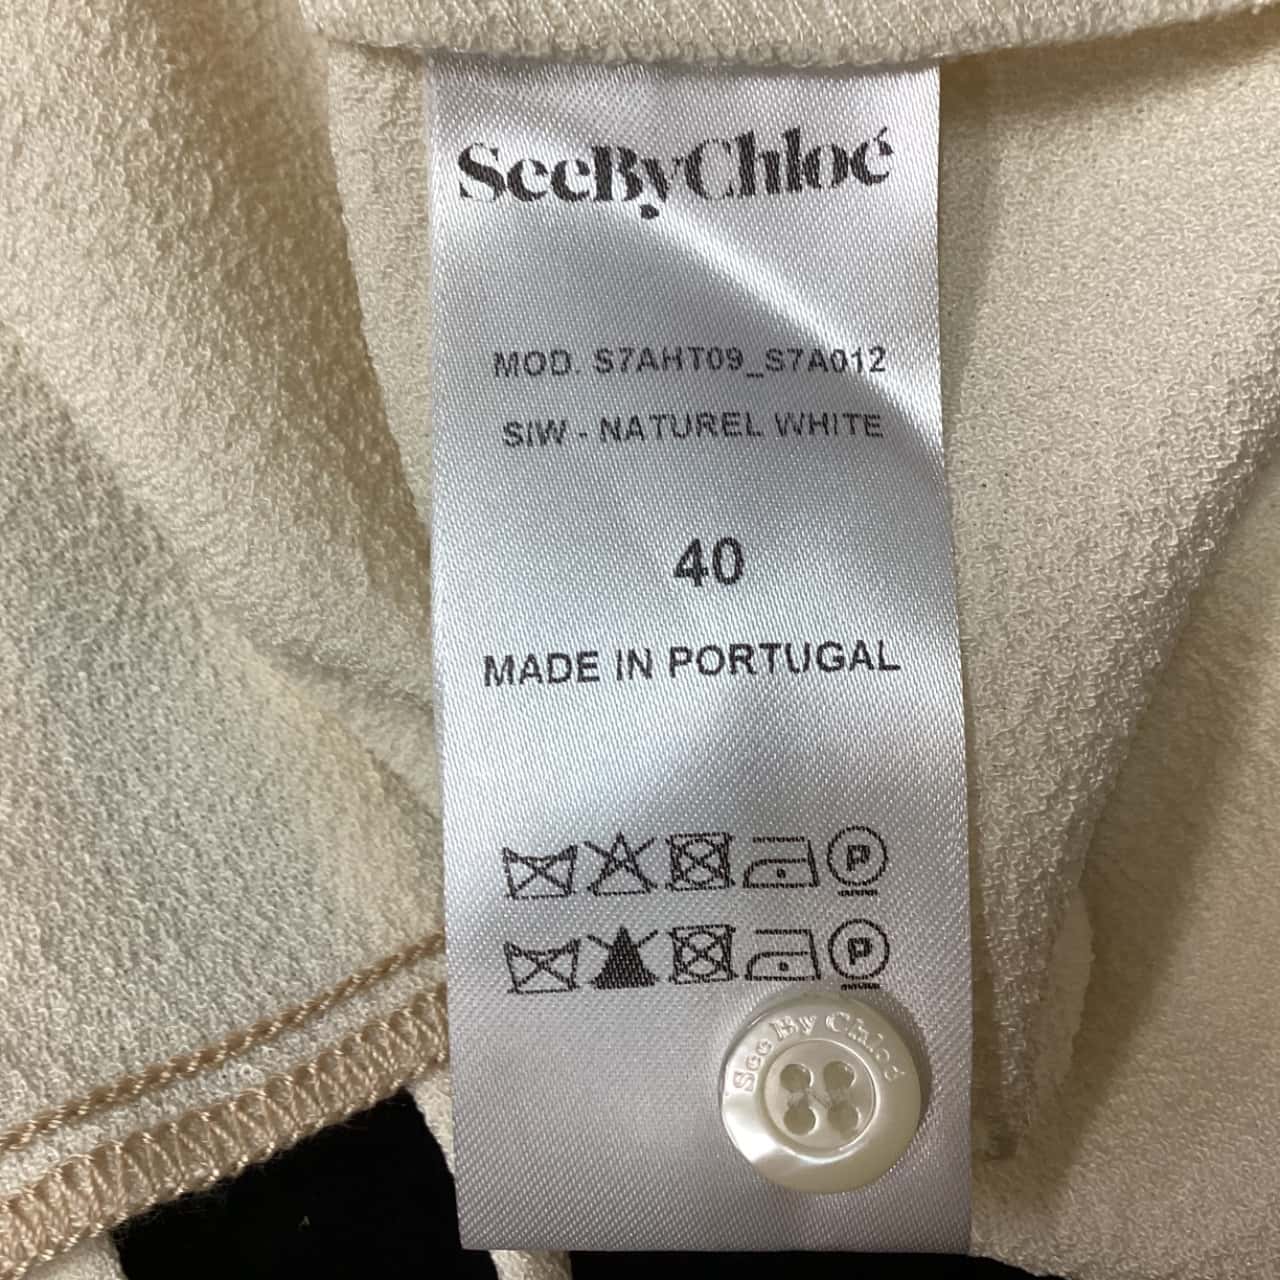 SeeByChloé
MOD. S7AHT09_S7A012
SIW - NATUREL WHITE
40
MADE IN PORTUGAL
P
P
See By Chloé